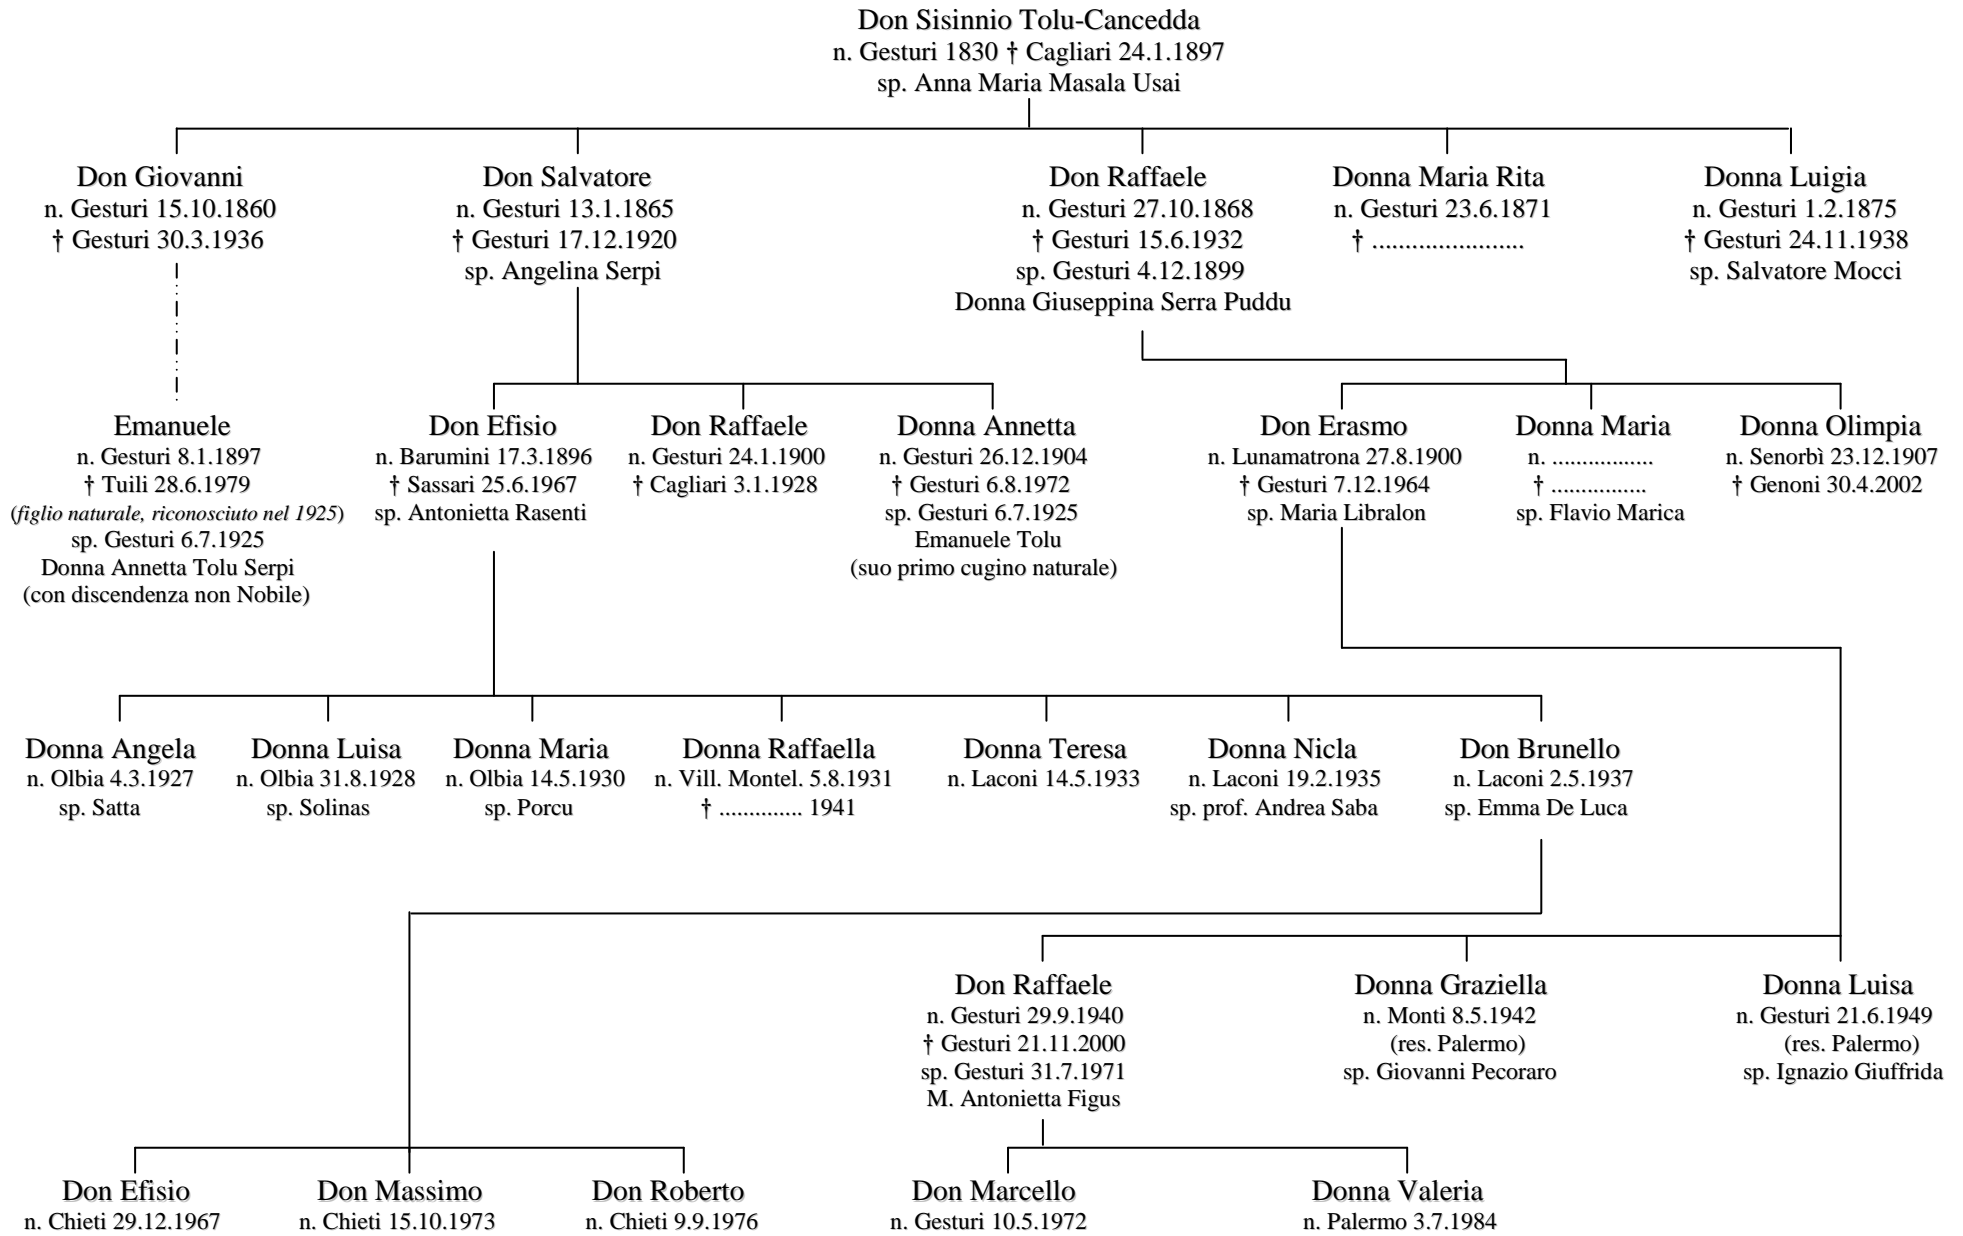 Don Sisinnio Tolu-Cancedda
n. Gesturi 1830 † Cagliari 24.1.1897
sp. Anna Maria Masala Usai
Don Giovanni
n. Gesturi 15.10.1860
† Gesturi 30.3.1936
Don Salvatore
n. Gesturi 13.1.1865
† Gesturi 17.12.1920
sp. Angelina Serpi
Don Raffaele
n. Gesturi 27.10.1868
† Gesturi 15.6.1932
sp. Gesturi 4.12.1899
Donna Giuseppina Serra Puddu
Donna Maria Rita
n. Gesturi 23.6.1871
† .......................
Donna Luigia
n. Gesturi 1.2.1875
† Gesturi 24.11.1938
sp. Salvatore Mocci
Emanuele
n. Gesturi 8.1.1897
† Tuili 28.6.1979
(figlio naturale, riconosciuto nel 1925)
sp. Gesturi 6.7.1925
Donna Annetta Tolu Serpi
(con discendenza non Nobile)
Don Efisio
n. Barumini 17.3.1896
† Sassari 25.6.1967
sp. Antonietta Rasenti
Don Raffaele
n. Gesturi 24.1.1900
† Cagliari 3.1.1928
Donna Annetta
n. Gesturi 26.12.1904
† Gesturi 6.8.1972
sp. Gesturi 6.7.1925
Emanuele Tolu
(suo primo cugino naturale)
Don Erasmo
n. Lunamatrona 27.8.1900
† Gesturi 7.12.1964
sp. Maria Libralon
Donna Maria
n. .................
† ................
sp. Flavio Marica
Donna Olimpia
n. Senorbì 23.12.1907
† Genoni 30.4.2002
Donna Angela
n. Olbia 4.3.1927
sp. Satta
Donna Luisa
n. Olbia 31.8.1928
sp. Solinas
Donna Maria
n. Olbia 14.5.1930
sp. Porcu
Donna Raffaella
n. Vill. Montel. 5.8.1931
† .............. 1941
Donna Teresa
n. Laconi 14.5.1933
Donna Nicla
n. Laconi 19.2.1935
sp. prof. Andrea Saba
Don Brunello
n. Laconi 2.5.1937
sp. Emma De Luca
Don Raffaele
n. Gesturi 29.9.1940
† Gesturi 21.11.2000
sp. Gesturi 31.7.1971
M. Antonietta Figus
Donna Graziella
n. Monti 8.5.1942
(res. Palermo)
sp. Giovanni Pecoraro
Donna Luisa
n. Gesturi 21.6.1949
(res. Palermo)
sp. Ignazio Giuffrida
Don Efisio
n. Chieti 29.12.1967
Don Massimo
n. Chieti 15.10.1973
Don Roberto
n. Chieti 9.9.1976
Don Marcello
n. Gesturi 10.5.1972
Donna Valeria
n. Palermo 3.7.1984